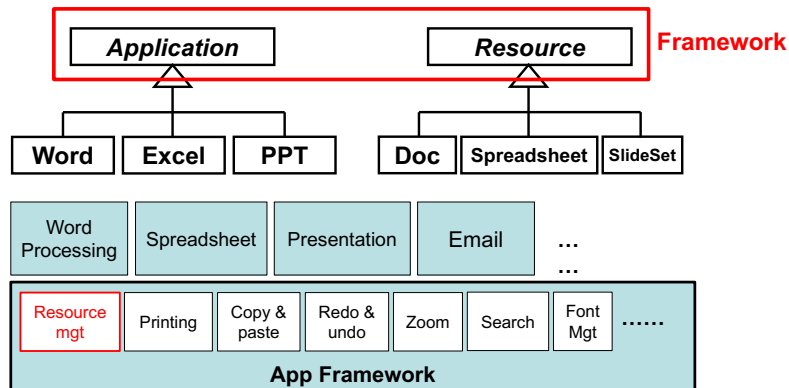 Application
Resource
Framework
Word
Excel
PPT
Doc
Spreadsheet
SlideSet
Word
Processing
Spreadsheet
Presentation
Email
...
...
Resource
mgt
Printing
Copy &
paste
Redo &
undo
Zoom
Search
Font
Mgt
......
App Framework